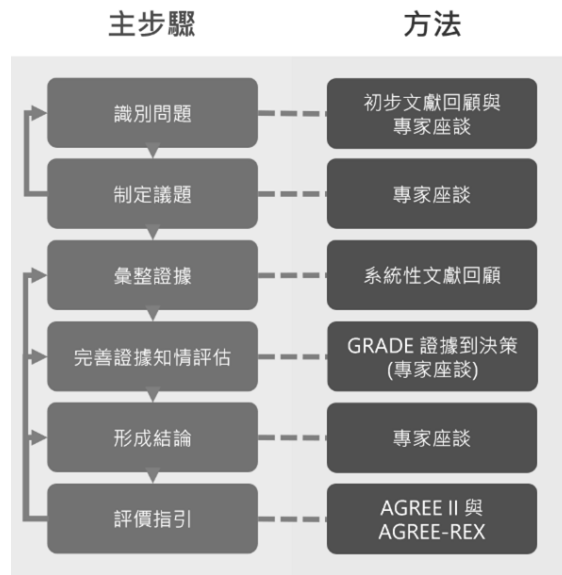 主步驟
方法
識別問題
初步文獻回顧與
專家座談
制定議題
專家座談
彙整證據
系統性文獻回顧
完善證據知情評估
GRADE 證據到決策
(專家座談)
形成結論
專家座談
評價指引
AGREE II 與
AGREE-REX